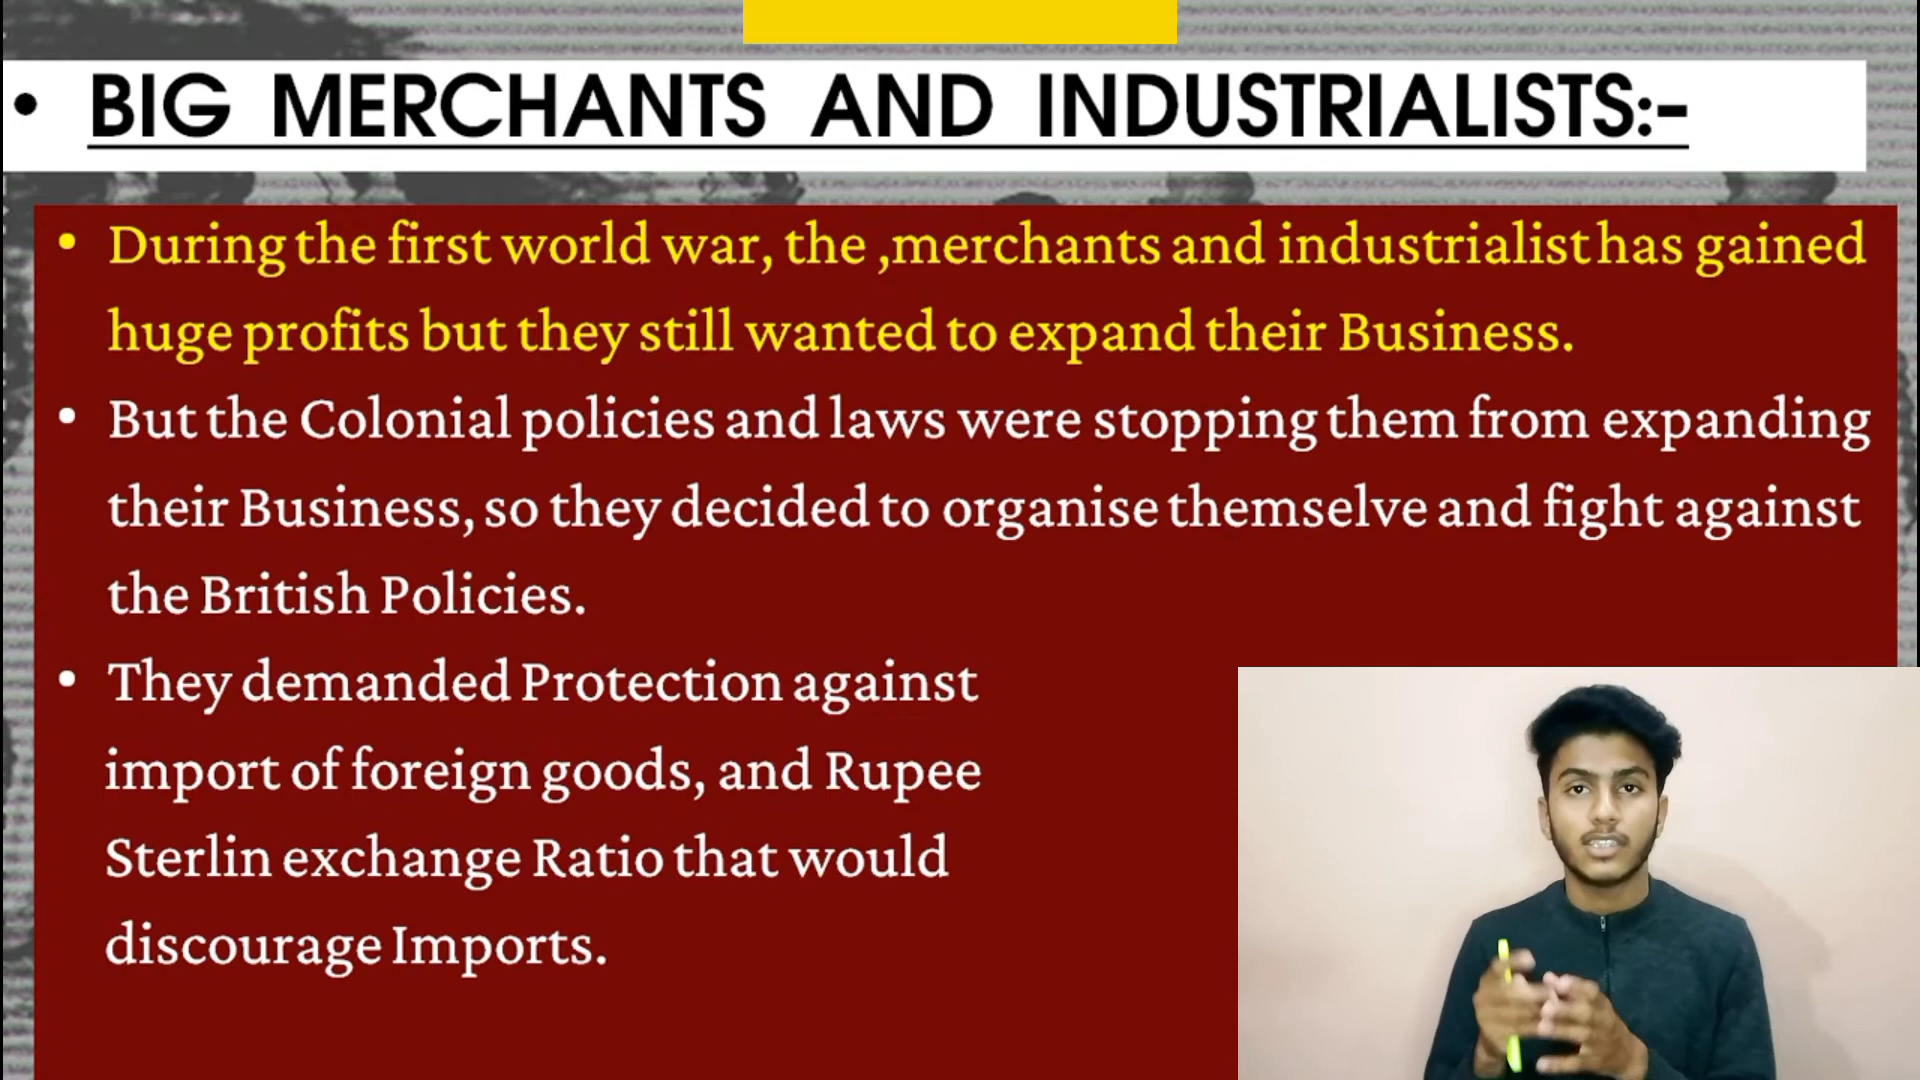 • BIG MERCHANTS AND INDUSTRIALISTS:-
• During the first world war, the ,merchants and industrialist has gained
huge profits but they still wanted to expand their Business.
• But the Colonial policies and laws were stopping them from expanding
their Business, so they decided to organise themselve and fight against
the British Policies.
• They demanded Protection against
import of foreign goods, and Rupee
Sterlin exchange Ratio that would
discourage Imports.